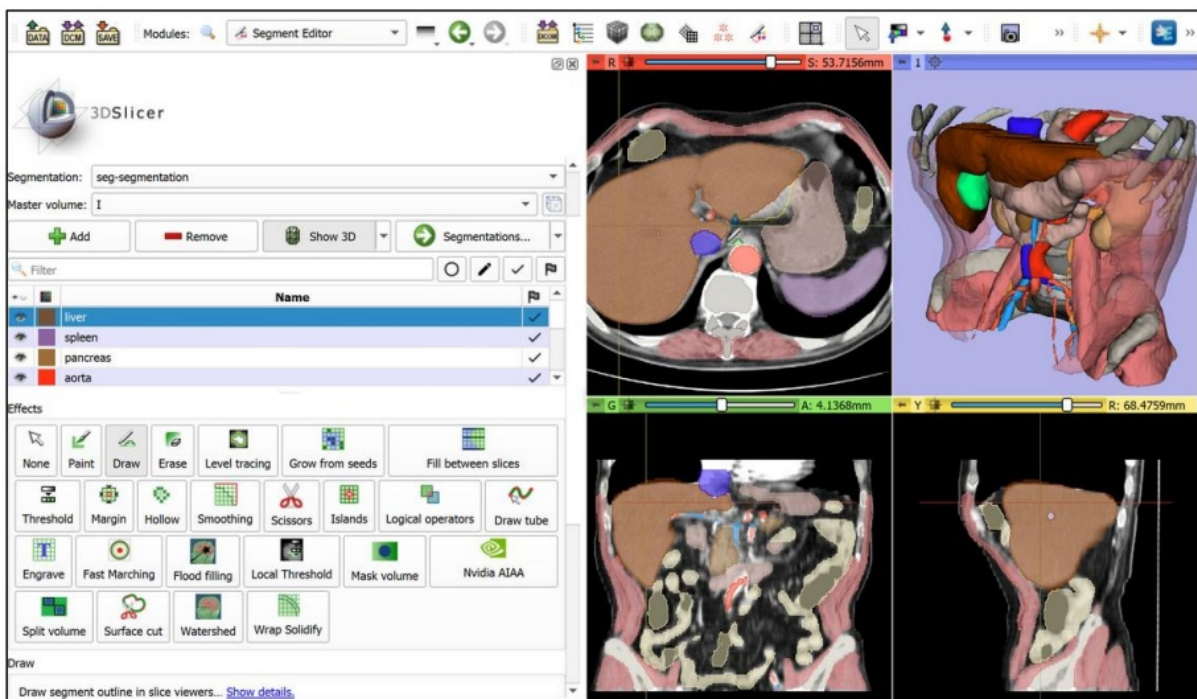 DATA DCM SAVE Modules: Segment Editor DCOM »  »
3DSlicer
Segmentation: seg-segmentation
Master volume: I
Add Remove Show 3D Segmentations...
Filter
Name
liver
spleen
pancreas
aorta
Effects
None Paint Draw Erase Level tracing Grow from seeds Fill between slices
Threshold Margin Hollow Smoothing Scissors Islands Logical operators Draw tube
Engrave Fast Marching Flood filling Local Threshold Mask volume Nvidia AIAA
Split volume Surface cut Watershed Wrap Solidify
Draw
Draw segment outline in slice viewers... Show details.
R S: 53.7156mm
1
G A: 4.1368mm
Y R: 68.4759mm